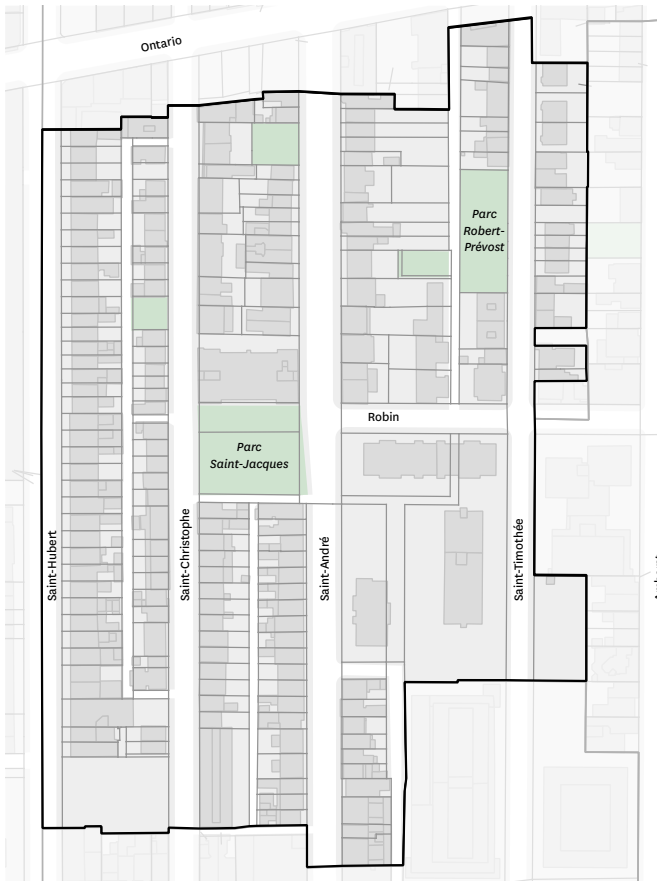 Ontario
Parc
Robert-
Prévost
Robin
Parc
Saint-Jacques
Saint-Hubert
Saint-Christophe
Saint-André
Saint-Timothée